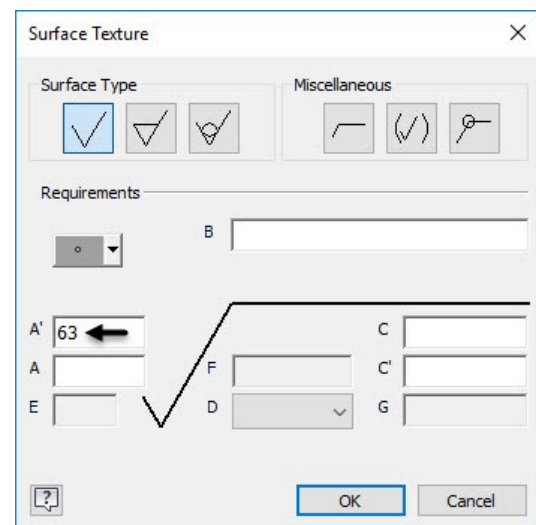 Surface Texture
Surface Type
Miscellaneous
Requirements
B
A' 63
C
A
F
C'
E
D
G
?
OK
Cancel